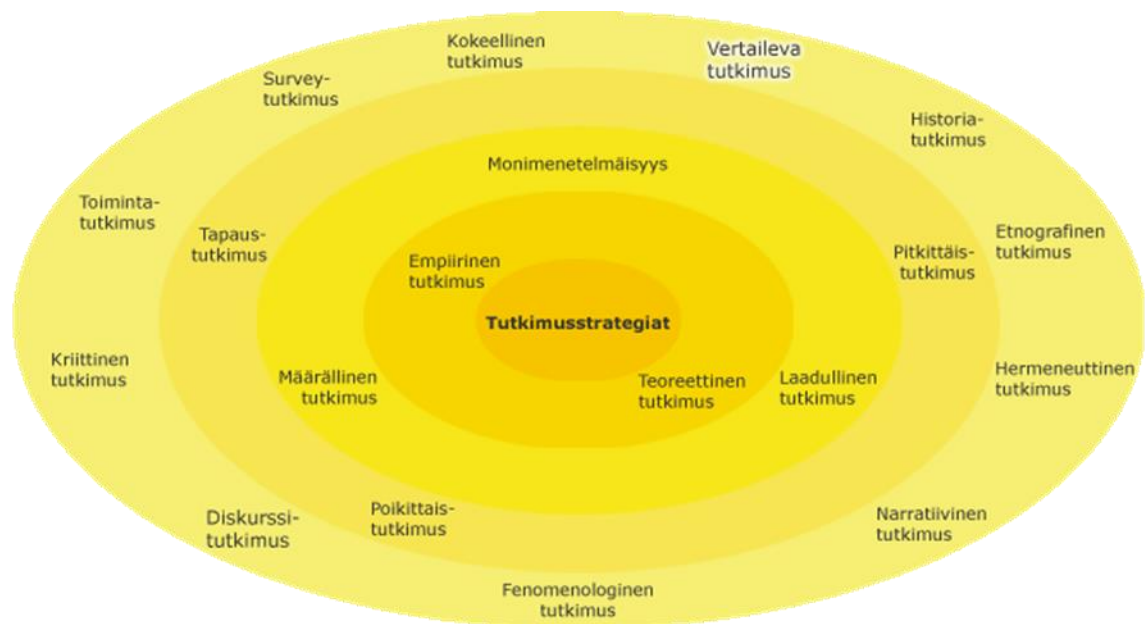 Kokeellinen
tutkimus
Vertaileva
tutkimus
Survey-
tutkimus
Historia-
tutkimus
Monimenetelmäisyys
Toiminta-
tutkimus
Tapaus-
tutkimus
Etnografinen
tutkimus
Pitkittäis-
tutkimus
Empiirinen
tutkimus
Tutkimusstrategiat
Kriittinen
tutkimus
Määrällinen
tutkimus
Teoreettinen
tutkimus
Laadullinen
tutkimus
Hermeneuttinen
tutkimus
Diskurssi-
tutkimus
Poikittais-
tutkimus
Narratiivinen
tutkimus
Fenomenologinen
tutkimus